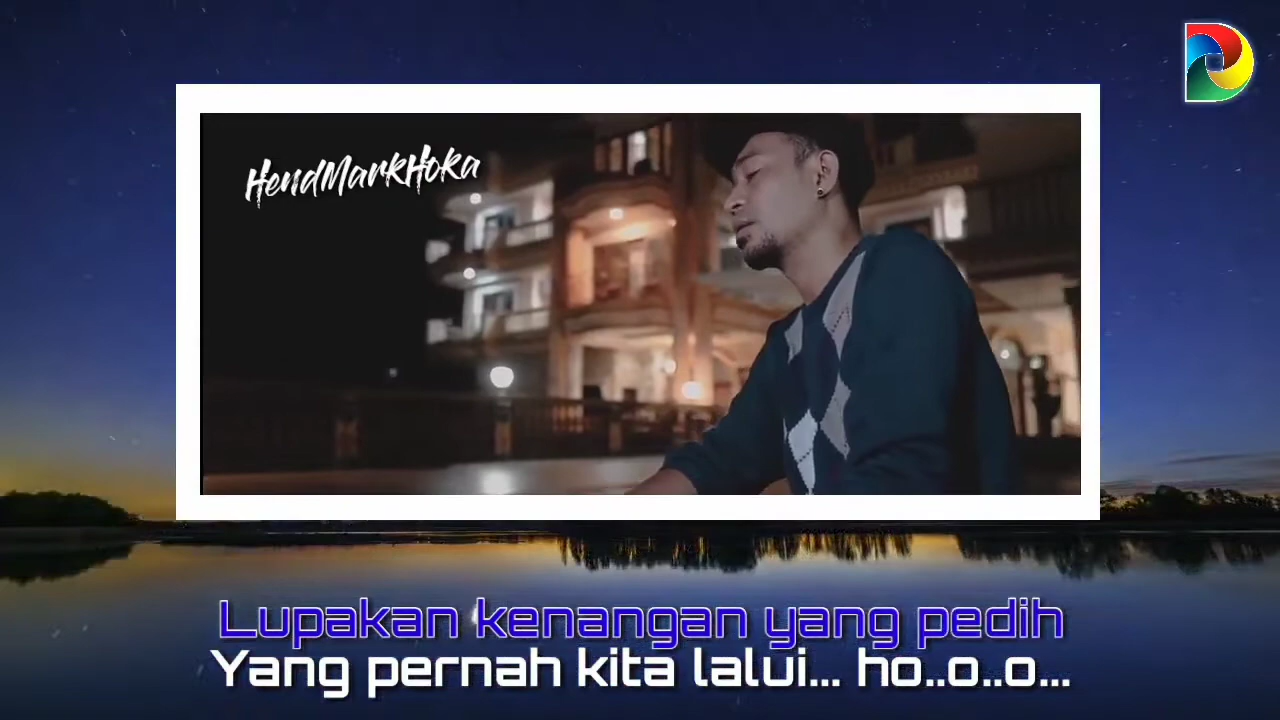 HendMarkHoka
Lupakan kenangan yang pedih
Yang pernah kita lalui... ho..o..o...